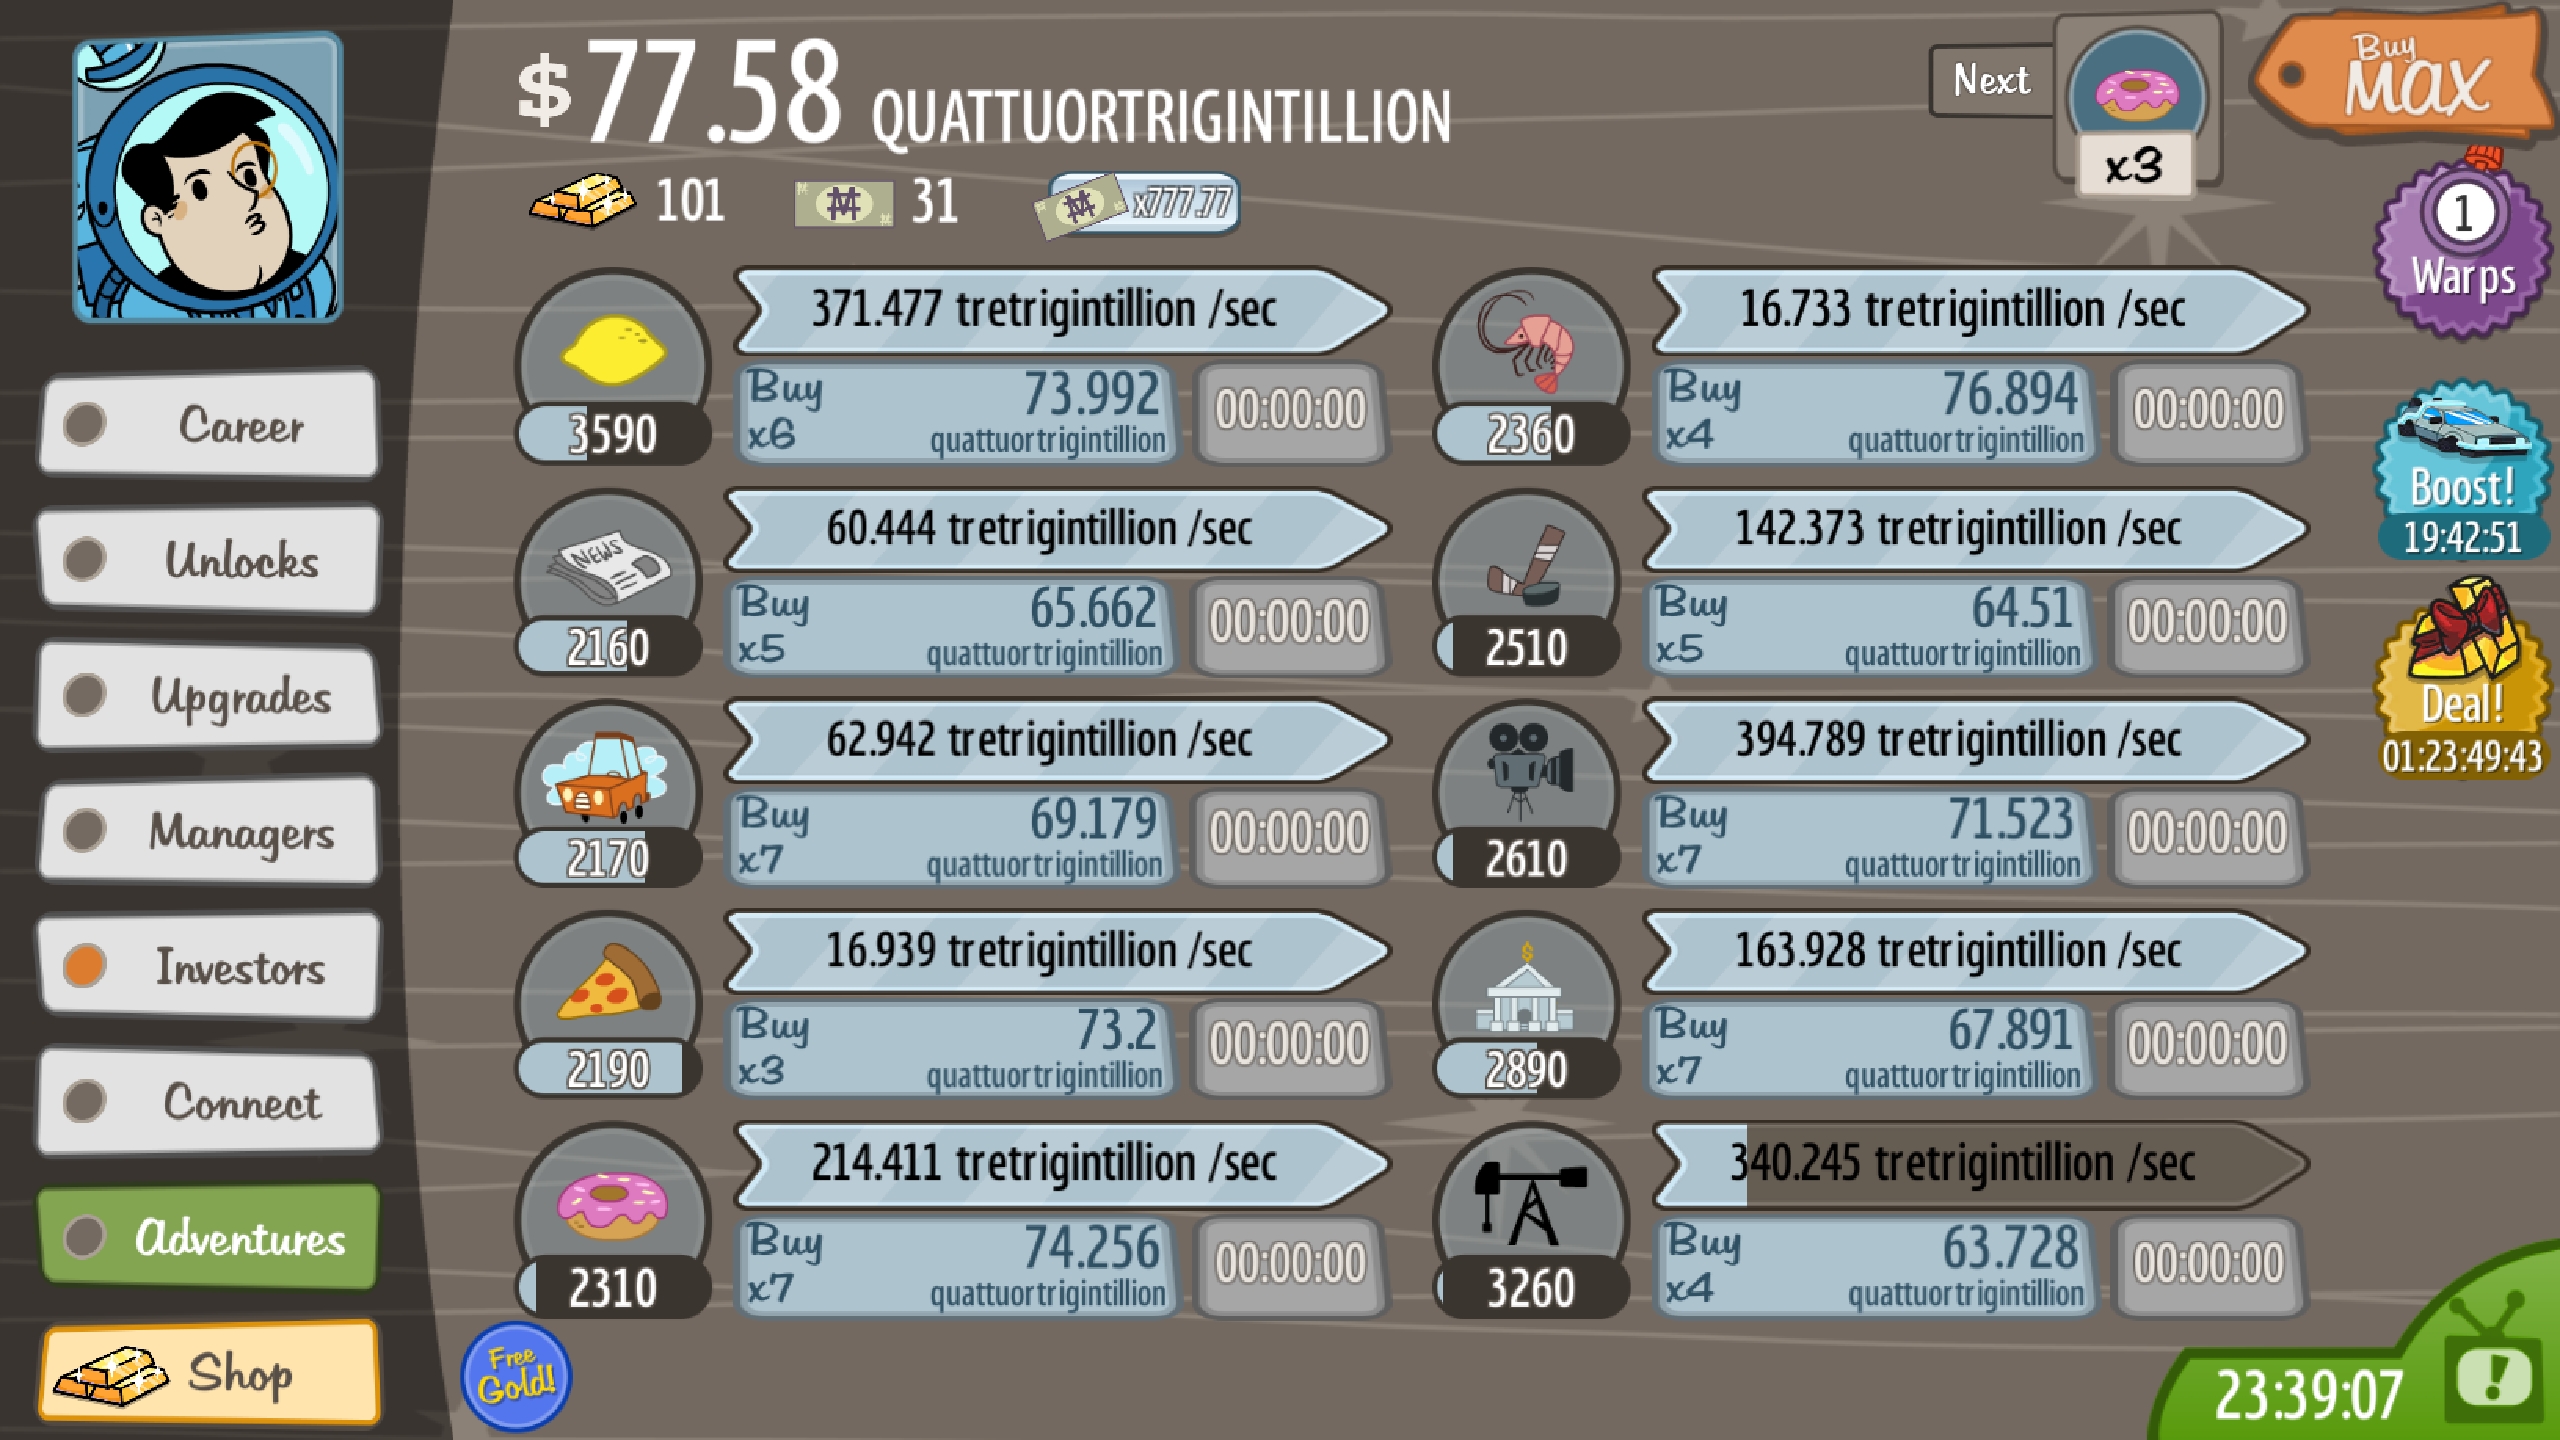 $77.58 QUATTUORTRIGINTILLION
Next
x3
Buy
MAX
101
31
x777.77
1
Warps
371.477 tretrigintillion /sec
3590
Buy
x6
73.992
quattuortrigintillion
00:00:00
16.733 tretrigintillion /sec
2360
Buy
x4
76.894
quattuortrigintillion
00:00:00
Career
Boost!
19:42:51
NEWS
60.444 tretrigintillion /sec
2160
Buy
x5
65.662
quattuortrigintillion
00:00:00
142.373 tretrigintillion /sec
2510
Buy
x5
64.51
quattuortrigintillion
00:00:00
Unlocks
Deal!
01:23:49:43
Upgrades
62.942 tretrigintillion /sec
2170
Buy
x7
69.179
quattuortrigintillion
00:00:00
394.789 tretrigintillion /sec
2610
Buy
x7
71.523
quattuortrigintillion
00:00:00
Managers
Investors
16.939 tretrigintillion /sec
2190
Buy
x3
73.2
quattuortrigintillion
00:00:00
$
163.928 tretrigintillion /sec
2890
Buy
x7
67.891
quattuortrigintillion
00:00:00
Connect
Adventures
214.411 tretrigintillion /sec
2310
Buy
x7
74.256
quattuortrigintillion
00:00:00
340.245 tretrigintillion /sec
3260
Buy
x4
63.728
quattuortrigintillion
00:00:00
Shop
Free
Gold!
23:39:07
!